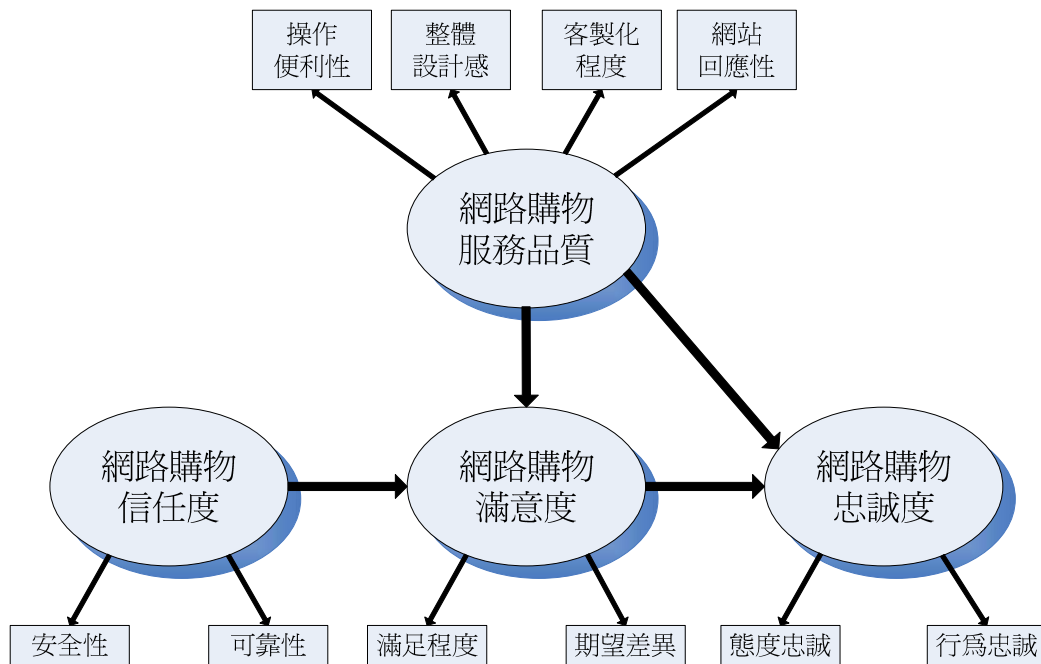 操作
便利性
整體
設計感
客製化
程度
網站
回應性
網路購物
服務品質
網路購物
信任度
網路購物
滿意度
網路購物
忠誠度
安全性
可靠性
滿足程度
期望差異
態度忠誠
行爲忠誠